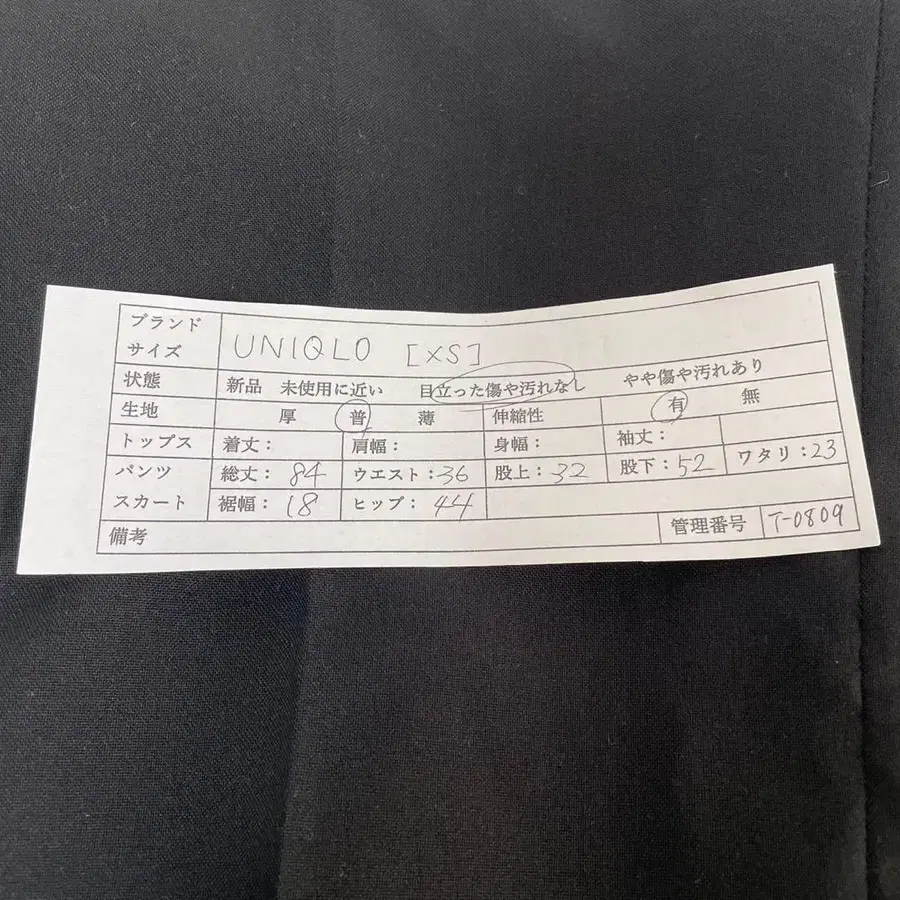 ブランド
サイズ UNIQLO [XS]
状態 新品 未使用に近い 目立った傷や汚れなし やや傷や汚れあり
生地 厚 普 薄 伸縮性 有 無
トップス 着丈： 肩幅： 身幅： 袖丈：
パンツ 総丈：84 ウエスト：36 股上：32 股下：52 ワタリ：23
スカート 裾幅：18 ヒップ：44
備考 管理番号 T-0809